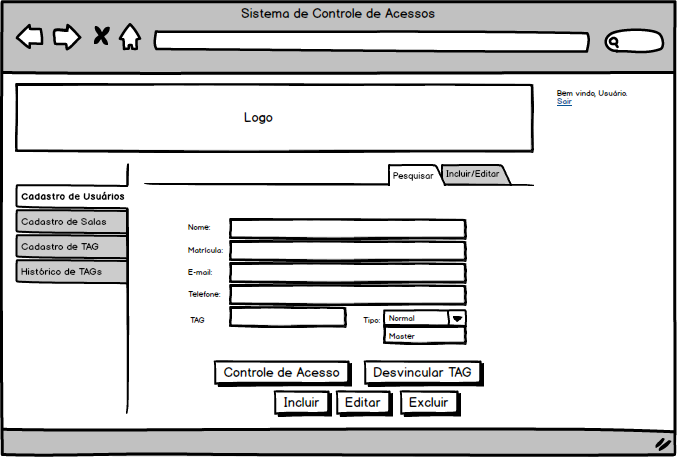 Sistema de Controle de Acessos
Bem vindo, Usuário.
Sair
Logo
Pesquisar
Incluir/Editar
Cadastro de Usuários
Cadastro de Salas
Cadastro de TAG
Histórico de TAGs
Nome:
Matrícula:
E-mail:
Telefone:
TAG
Tipo: Normal
Master
Controle de Acesso
Desvincular TAG
Incluir
Editar
Excluir